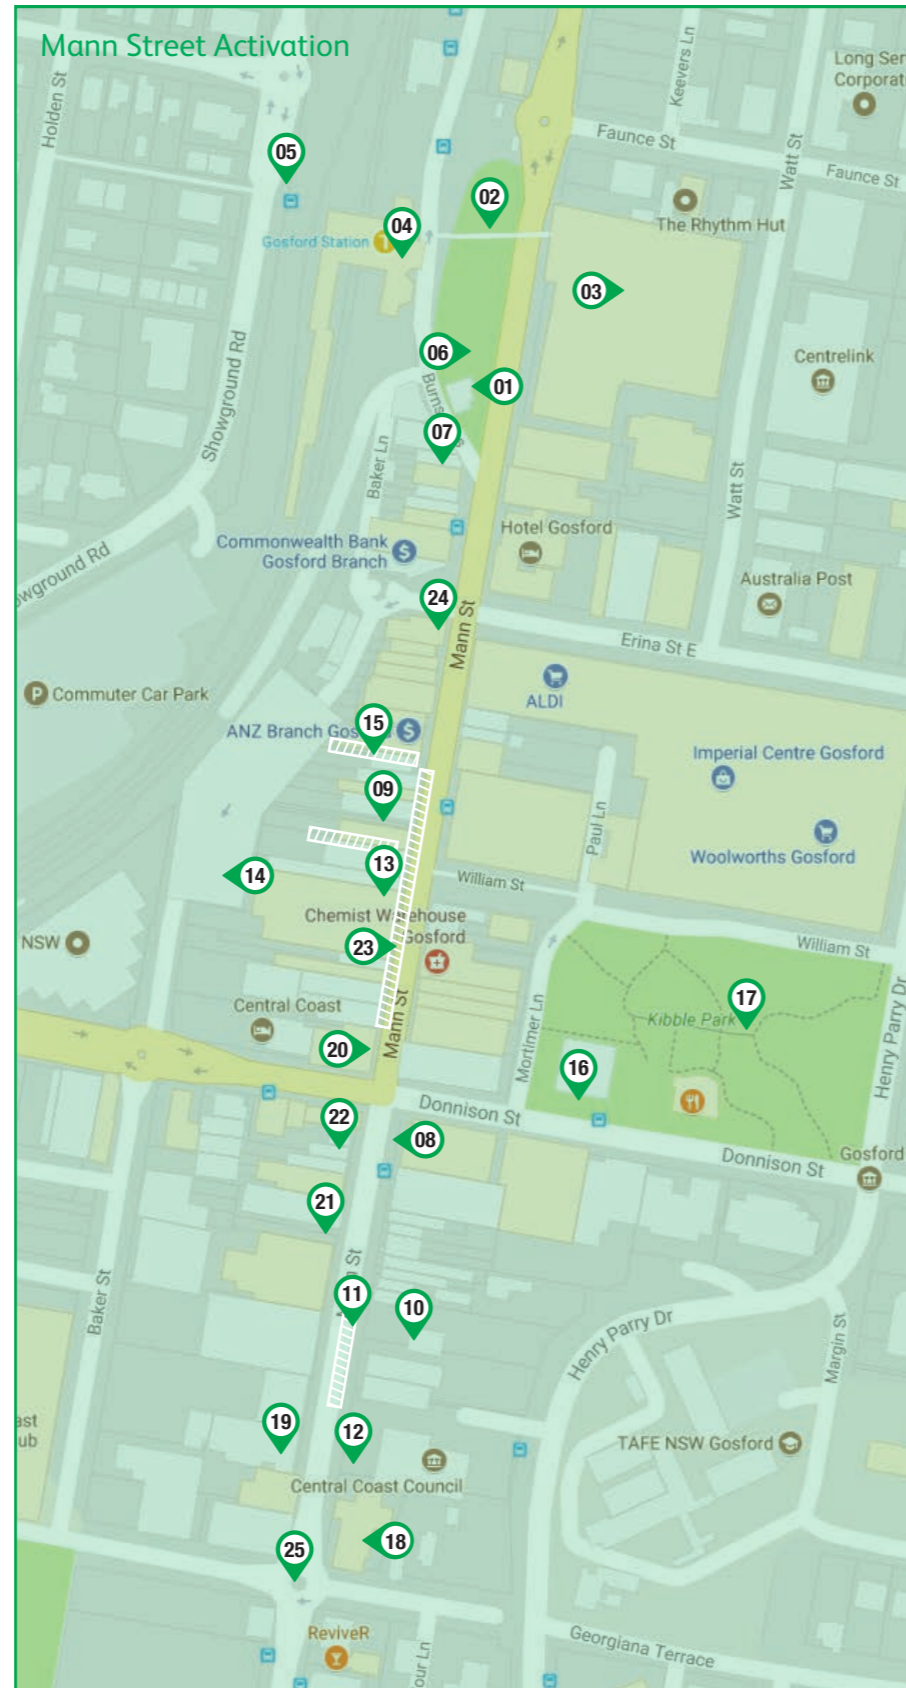 Mann Street Activation
Holden St
Keevers Ln
Long Ser
Corporat
05
Faunce St
Watt St
Faunce St
02
The Rhythm Hut
04
Gosford Station
03
Showground Rd
06
01
Centrelink
Burns
07
Baker Ln
Watt St
Hotel Gosford
Commonwealth Bank
Gosford Branch
owground Rd
Australia Post
24
Mann St
Erina St E
Commuter Car Park
ALDI
15
ANZ Branch Gos
Imperial Centre Gosford
09
Paul Ln
Woolworths Gosford
13
14
William St
Chemist W rehouse
Gosford
23
NSW
William St
Central Coast
Mann St
Mortimer Ln
17
Kibble Park
Henry Parry Dr
20
16
22
Donnison St
08
Donnison St
Gosford
21
Baker St
11
10
Henry Parry Dr
Margin St
19
ast
ub
12
TAFE NSW Gosford
Central Coast Council
18
25
ReviveR
Georgiana Terrace
our Ln